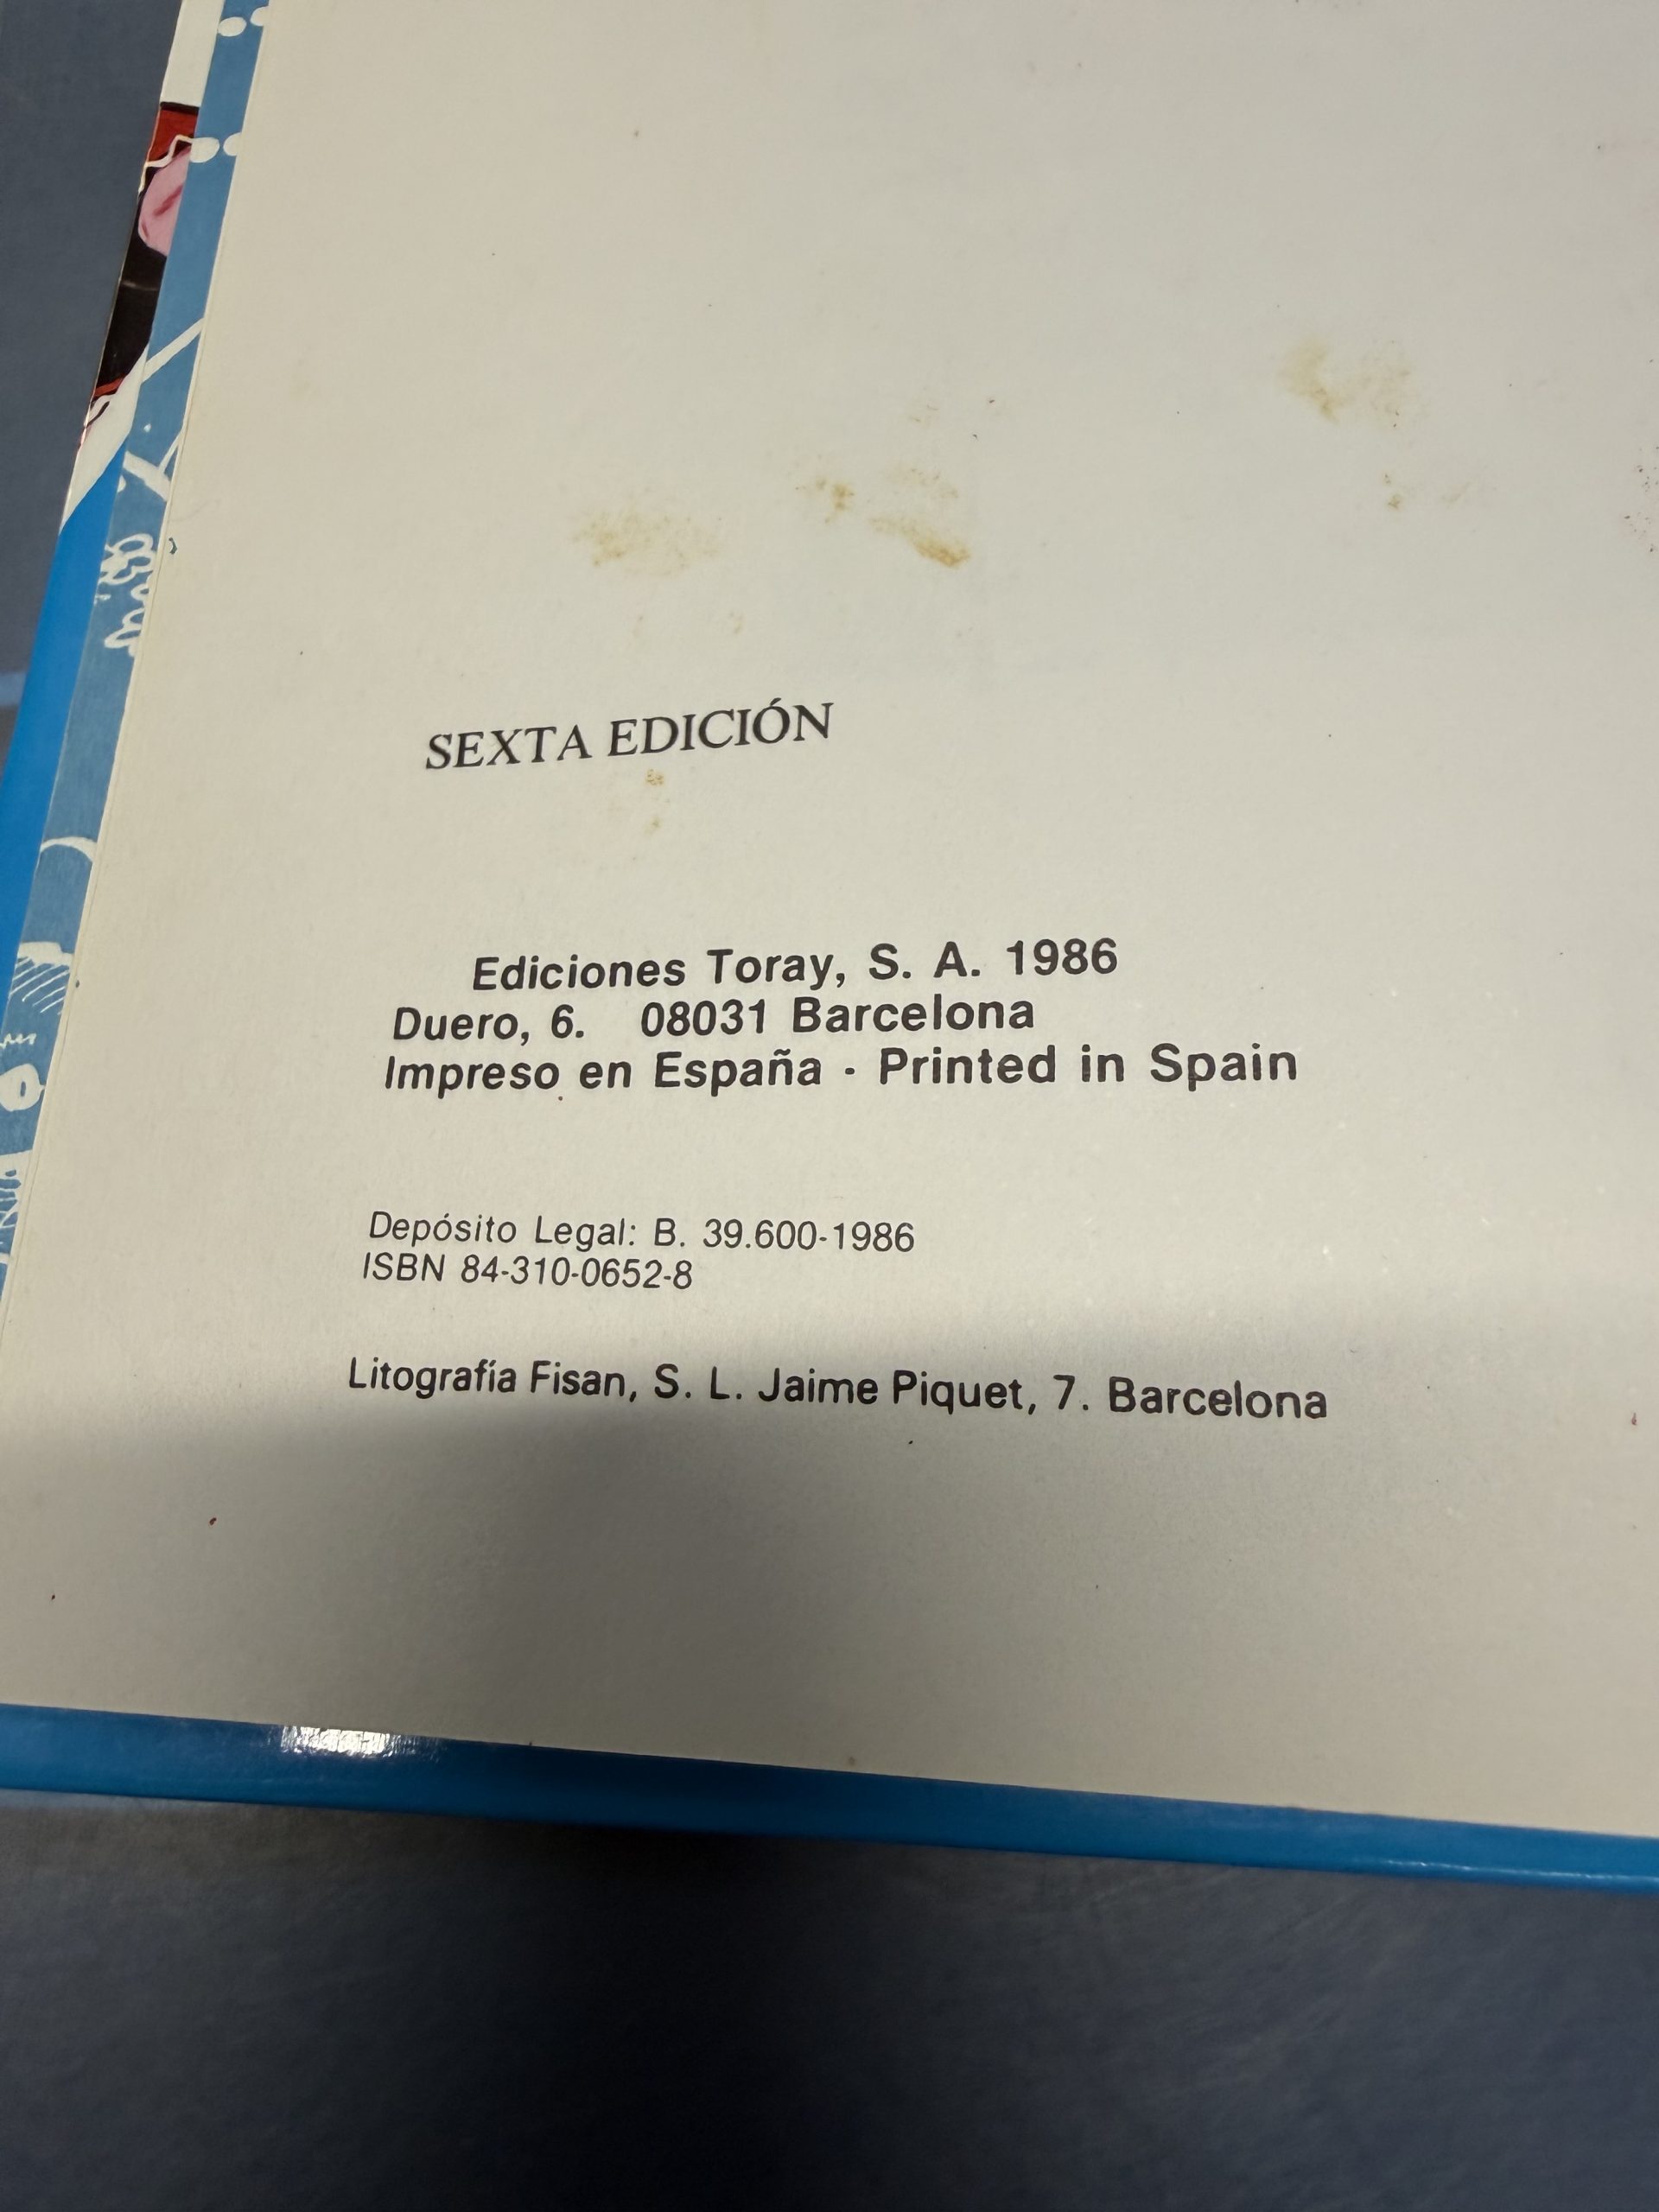 SEXTA EDICIÓN
Ediciones Toray, S. A. 1986
Duero, 6. 08031 Barcelona
Impreso en España - Printed in Spain
Depósito Legal: B. 39.600-1986
ISBN 84-310-0652-8
Litografía Fisan, S. L. Jaime Piquet, 7. Barcelona